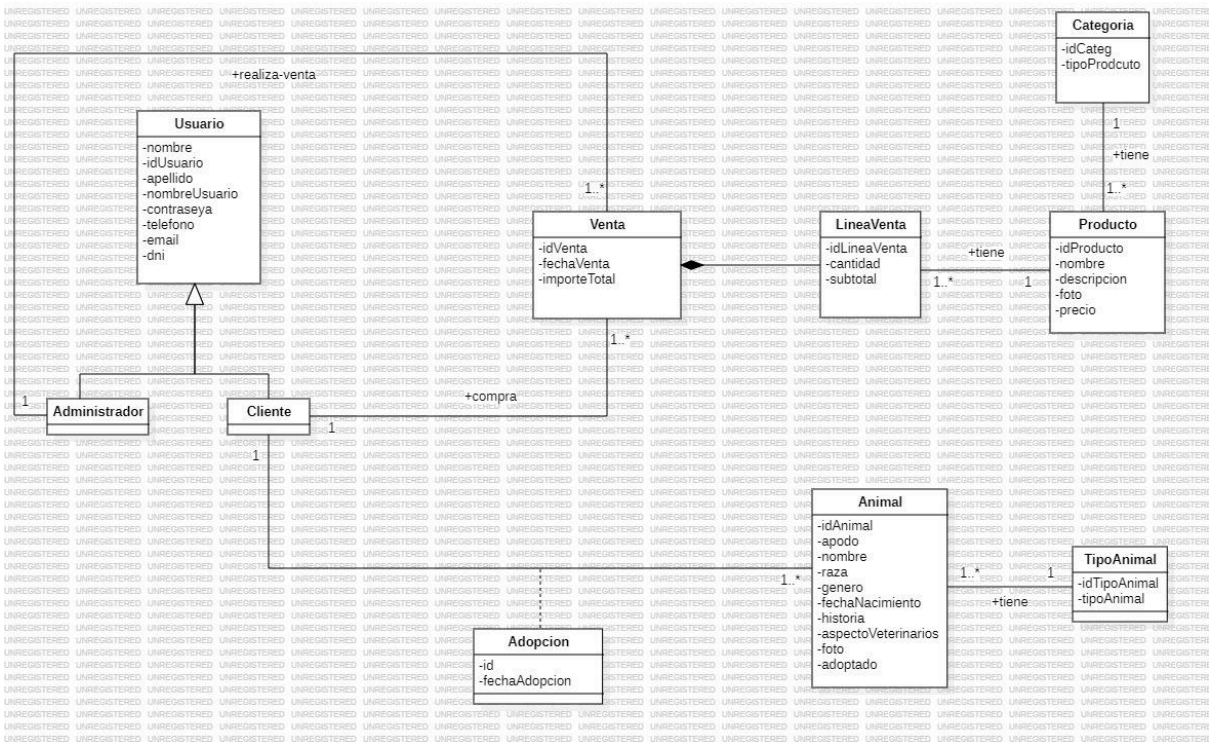 UNREGISTERED
Categoria
-idCateg
-tipoProdcuto
+realiza-venta
Usuario
-nombre
-idUsuario
-apellido
-nombreUsuario
-contraseya
-telefono
-email
-dni
1
+tiene
1..*
1..*
Venta
-idVenta
-fechaVenta
-importeTotal
LineaVenta
-idLineaVenta
-cantidad
-subtotal
+tiene
1..*
1
Producto
-idProducto
-nombre
-descripcion
-foto
-precio
1..*
1
Administrador
Cliente
+compra
1
1
Animal
-idAnimal
-apodo
-nombre
-raza
-genero
-fechaNacimiento
-historia
-aspectoVeterinarios
-foto
-adoptado
1..*
1..*
1
+tiene
TipoAnimal
-idTipoAnimal
-tipoAnimal
Adopcion
-id
-fechaAdopcion